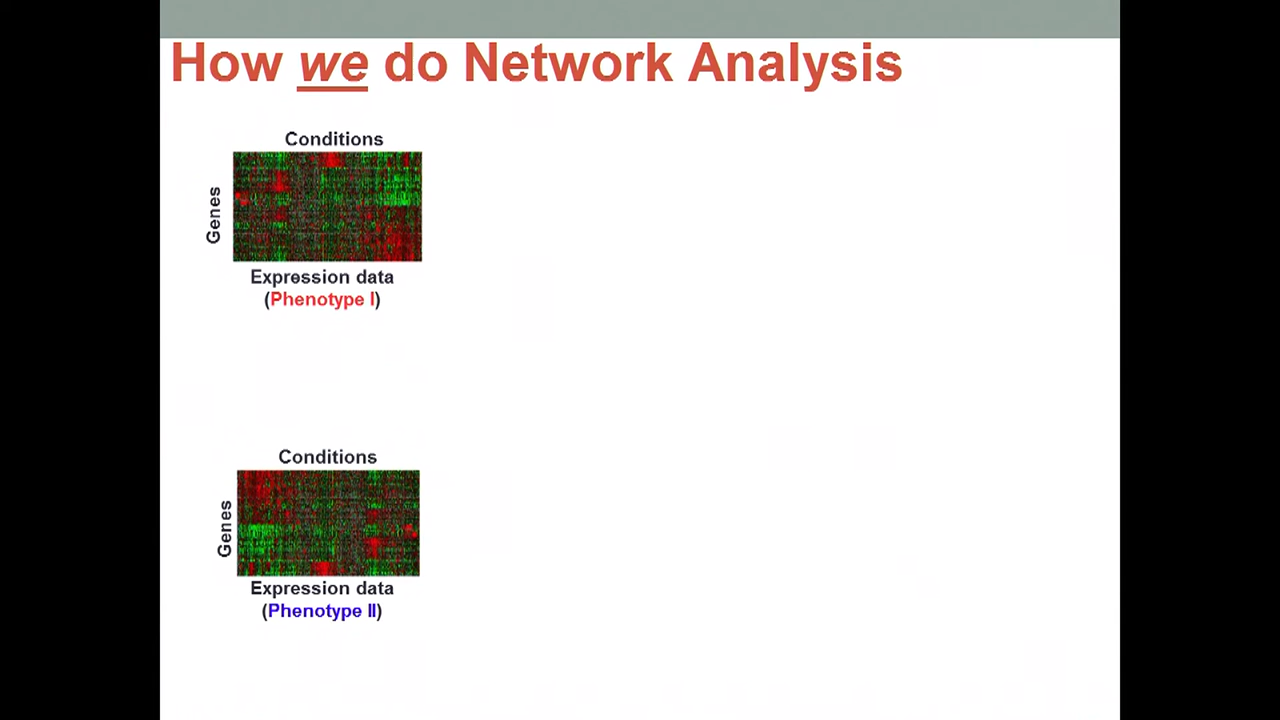 How we do Network Analysis
Conditions
Genes
Expression data
(Phenotype I)
Conditions
Genes
Expression data
(Phenotype II)